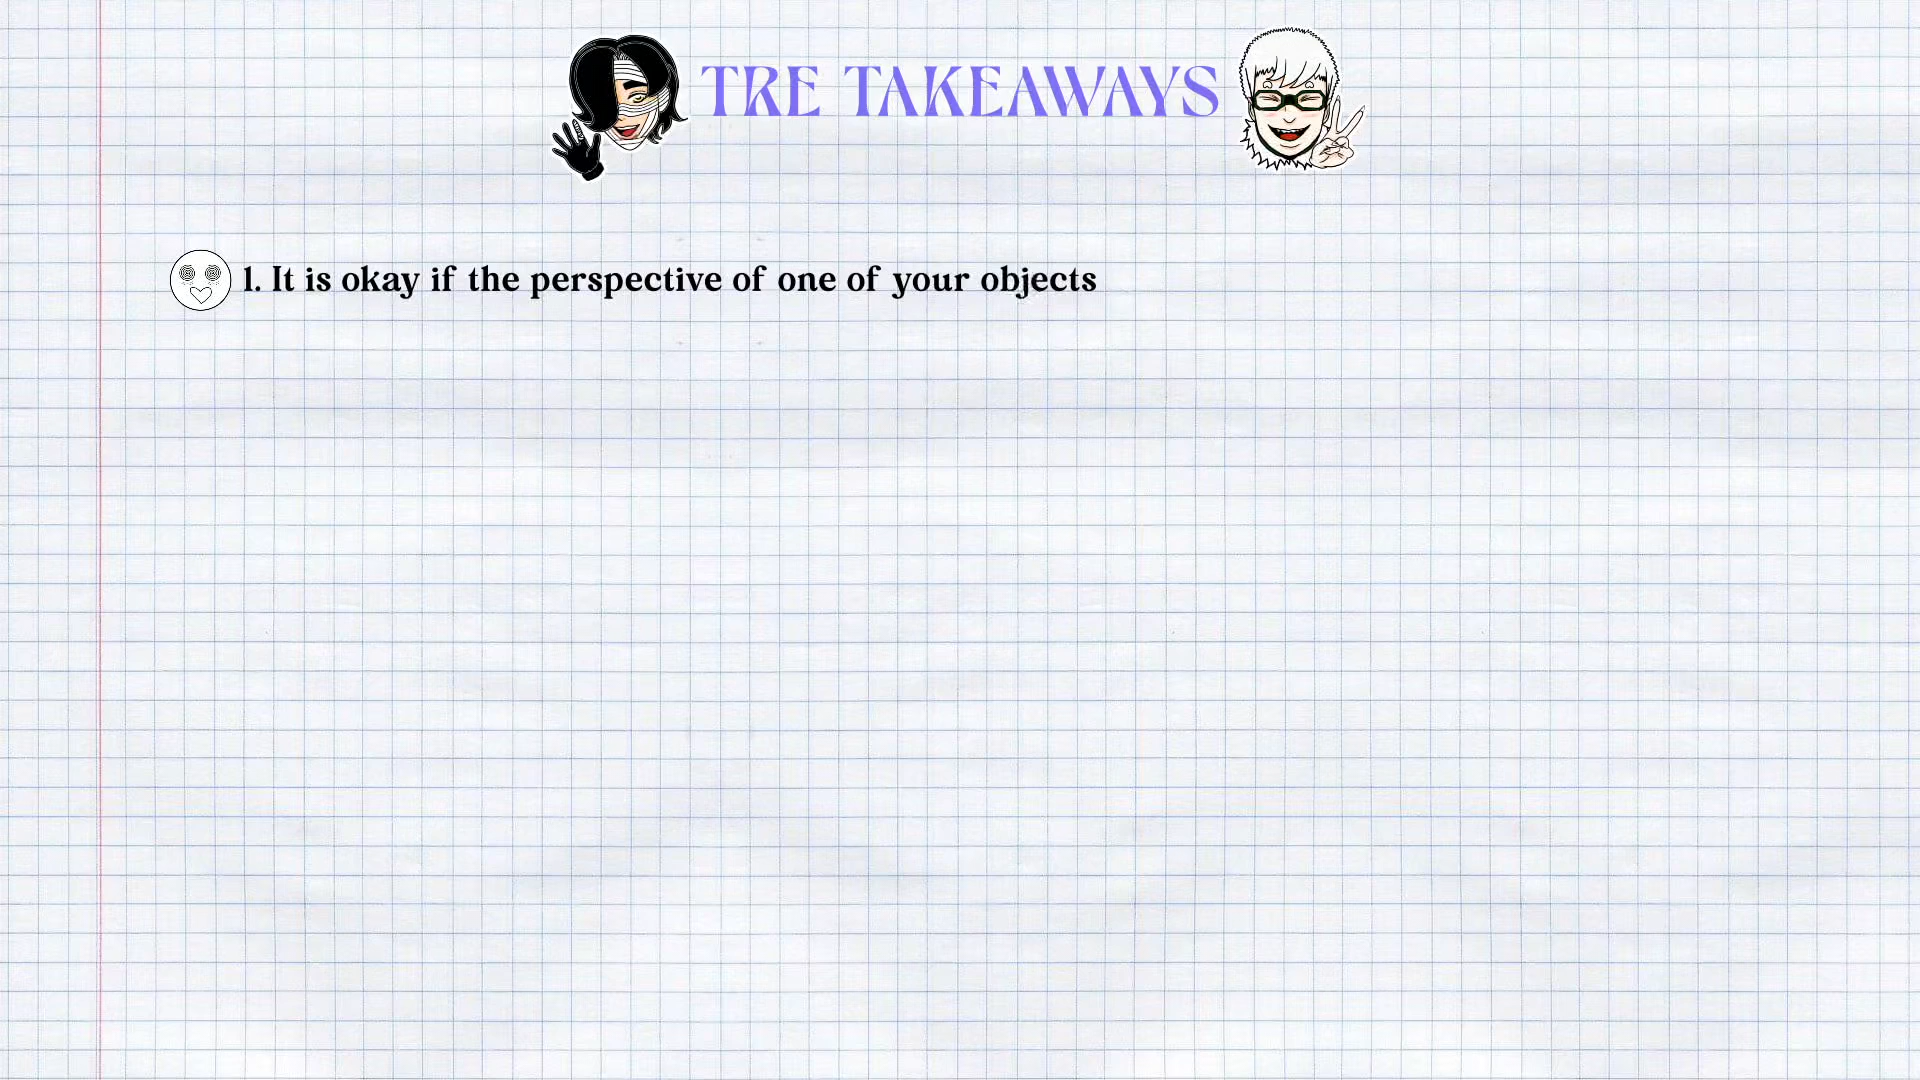 TRE TAKEAWAYS
1. It is okay if the perspective of one of your objects